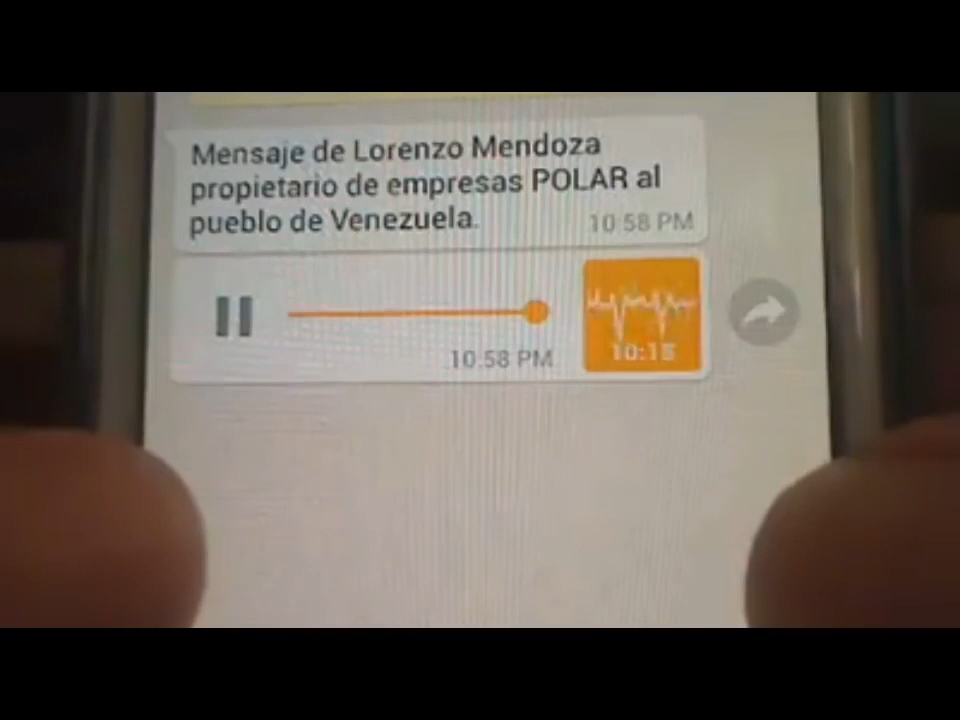 Mensaje de Lorenzo Mendoza
propietario de empresas POLAR al
pueblo de Venezuela.
10:58 PM
10:58 PM
10:15